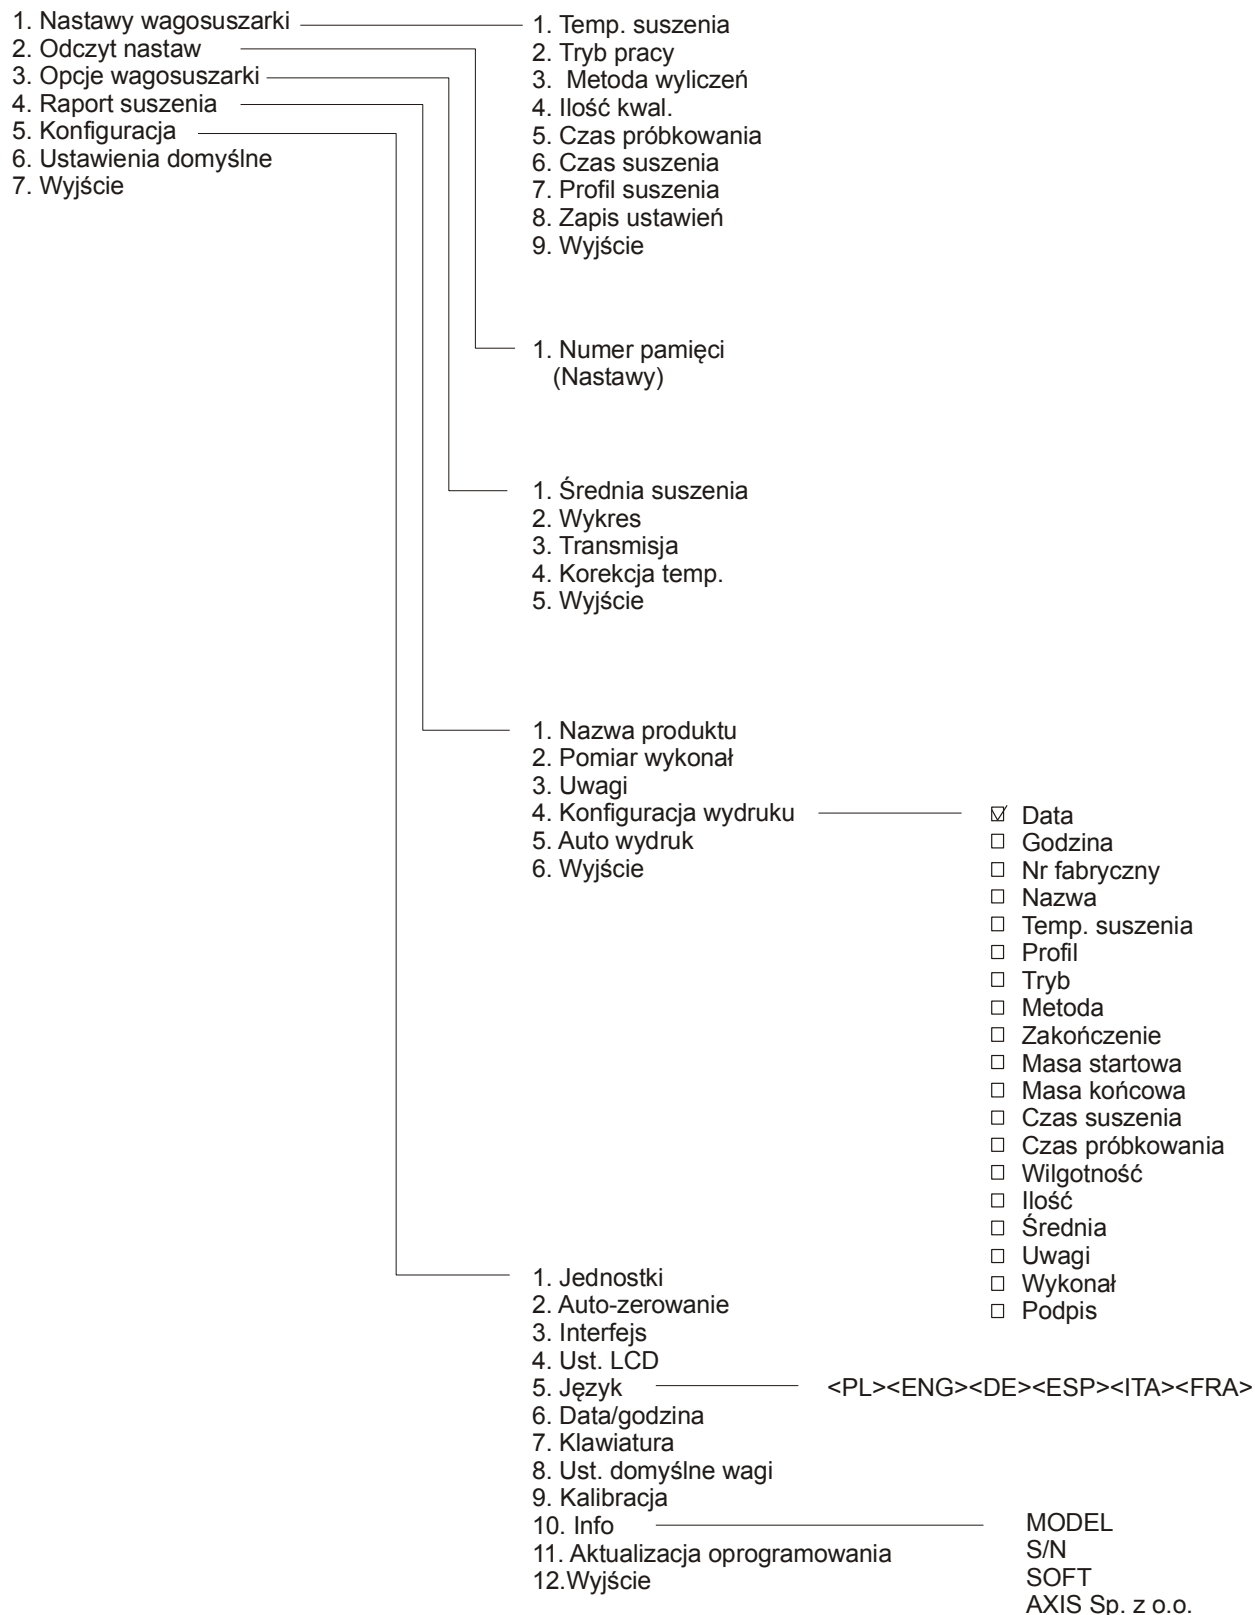 1. Nastawy wagosuszarki
2. Odczyt nastaw
3. Opcje wagosuszarki
4. Raport suszenia
5. Konfiguracja
6. Ustawienia domyślne
7. Wyjście
1. Temp. suszenia
2. Tryb pracy
3. Metoda wyliczeń
4. Ilość kwal.
5. Czas próbkowania
6. Czas suszenia
7. Profil suszenia
8. Zapis ustawień
9. Wyjście
1. Numer pamięci
(Nastawy)
1. Średnia suszenia
2. Wykres
3. Transmisja
4. Korekcja temp.
5. Wyjście
1. Nazwa produktu
2. Pomiar wykonał
3. Uwagi
4. Konfiguracja wydruku
5. Auto wydruk
6. Wyjście
☑ Data
☐ Godzina
☐ Nr fabryczny
☐ Nazwa
☐ Temp. suszenia
☐ Profil
☐ Tryb
☐ Metoda
☐ Zakończenie
☐ Masa startowa
☐ Masa końcowa
☐ Czas suszenia
☐ Czas próbkowania
☐ Wilgotność
☐ Ilość
☐ Średnia
☐ Uwagi
☐ Wykonał
☐ Podpis
1. Jednostki
2. Auto-zerowanie
3. Interfejs
4. Ust. LCD
5. Język
6. Data/godzina
7. Klawiatura
8. Ust. domyślne wagi
9. Kalibracja
10. Info
11. Aktualizacja oprogramowania
12.Wyjście
<PL><ENG><DE><ESP><ITA><FRA>
MODEL
S/N
SOFT
AXIS Sp. z o.o.